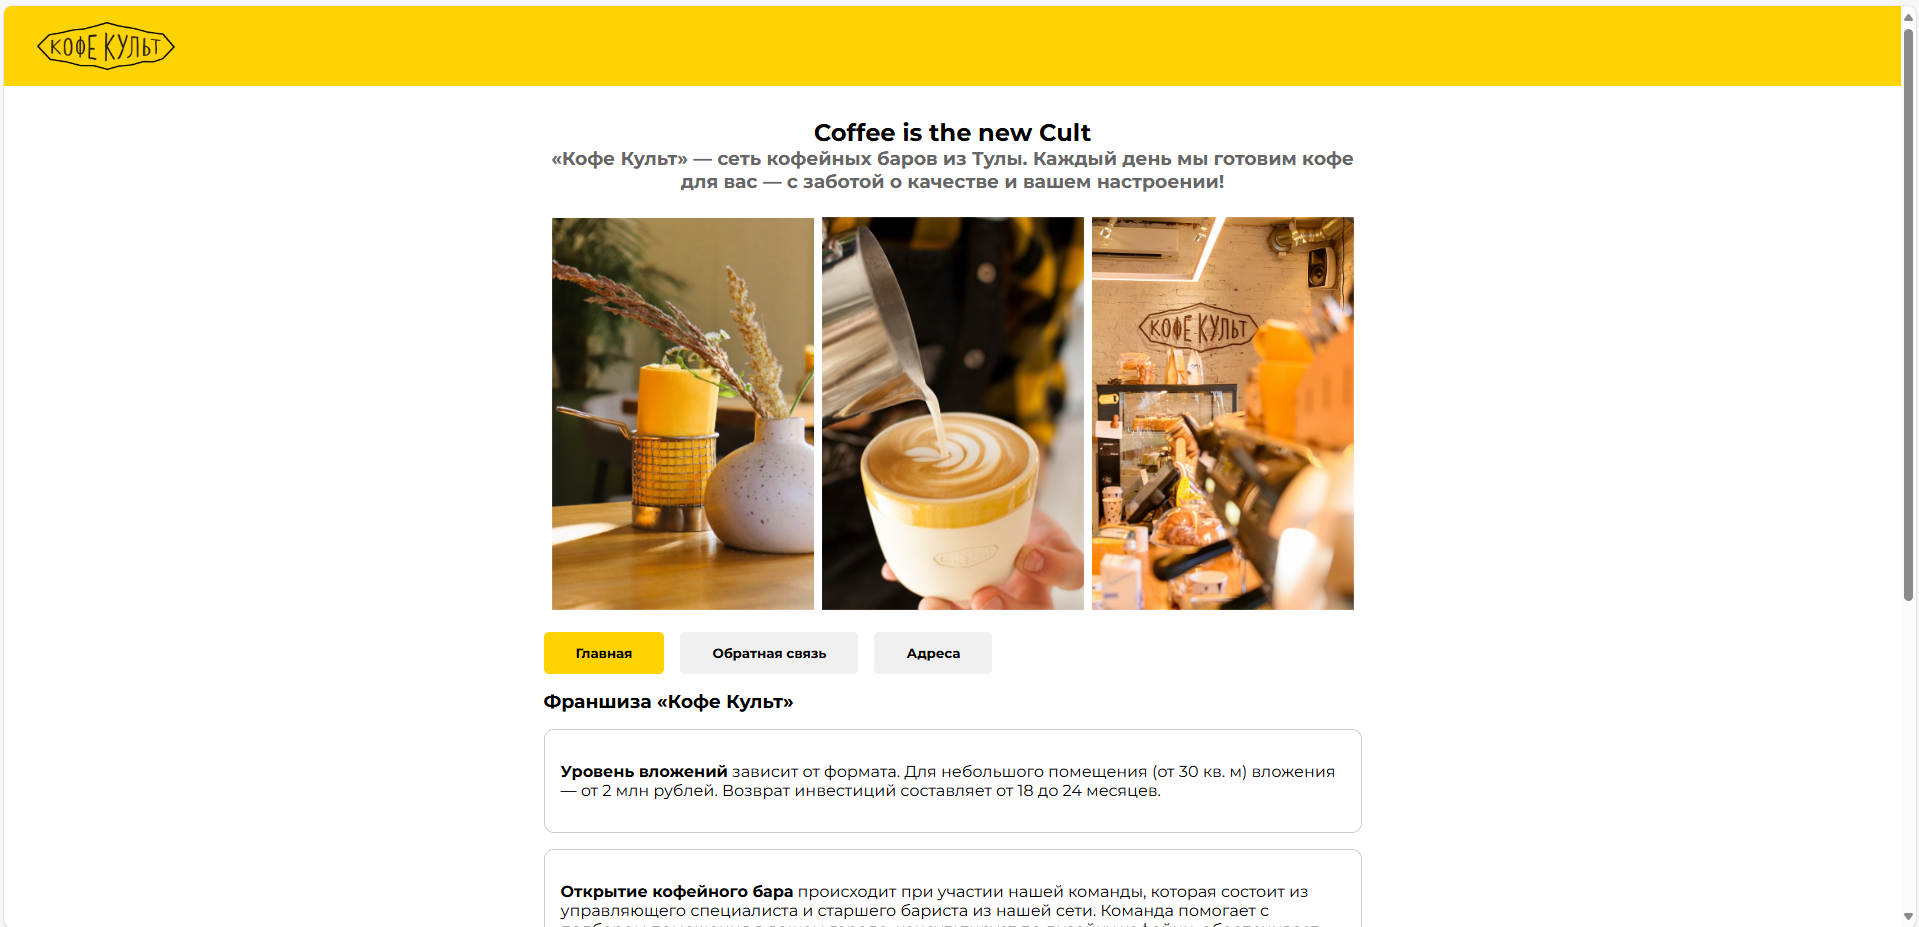 КОФЕ КУЛЬТ
Coffee is the new Cult
«Кофе Культ» — сеть кофейных баров из Тулы. Каждый день мы готовим кофе
для вас — с заботой о качестве и вашем настроении!
КОФЕ КУЛЬТ
Главная
Обратная связь
Адреса
Франшиза «Кофе Культ»
Уровень вложений зависит от формата. Для небольшого помещения (от 30 кв. м) вложения
— от 2 млн рублей. Возврат инвестиций составляет от 18 до 24 месяцев.
Открытие кофейного бара происходит при участии нашей команды, которая состоит из
управляющего специалиста и старшего бариста из нашей сети. Команда помогает с